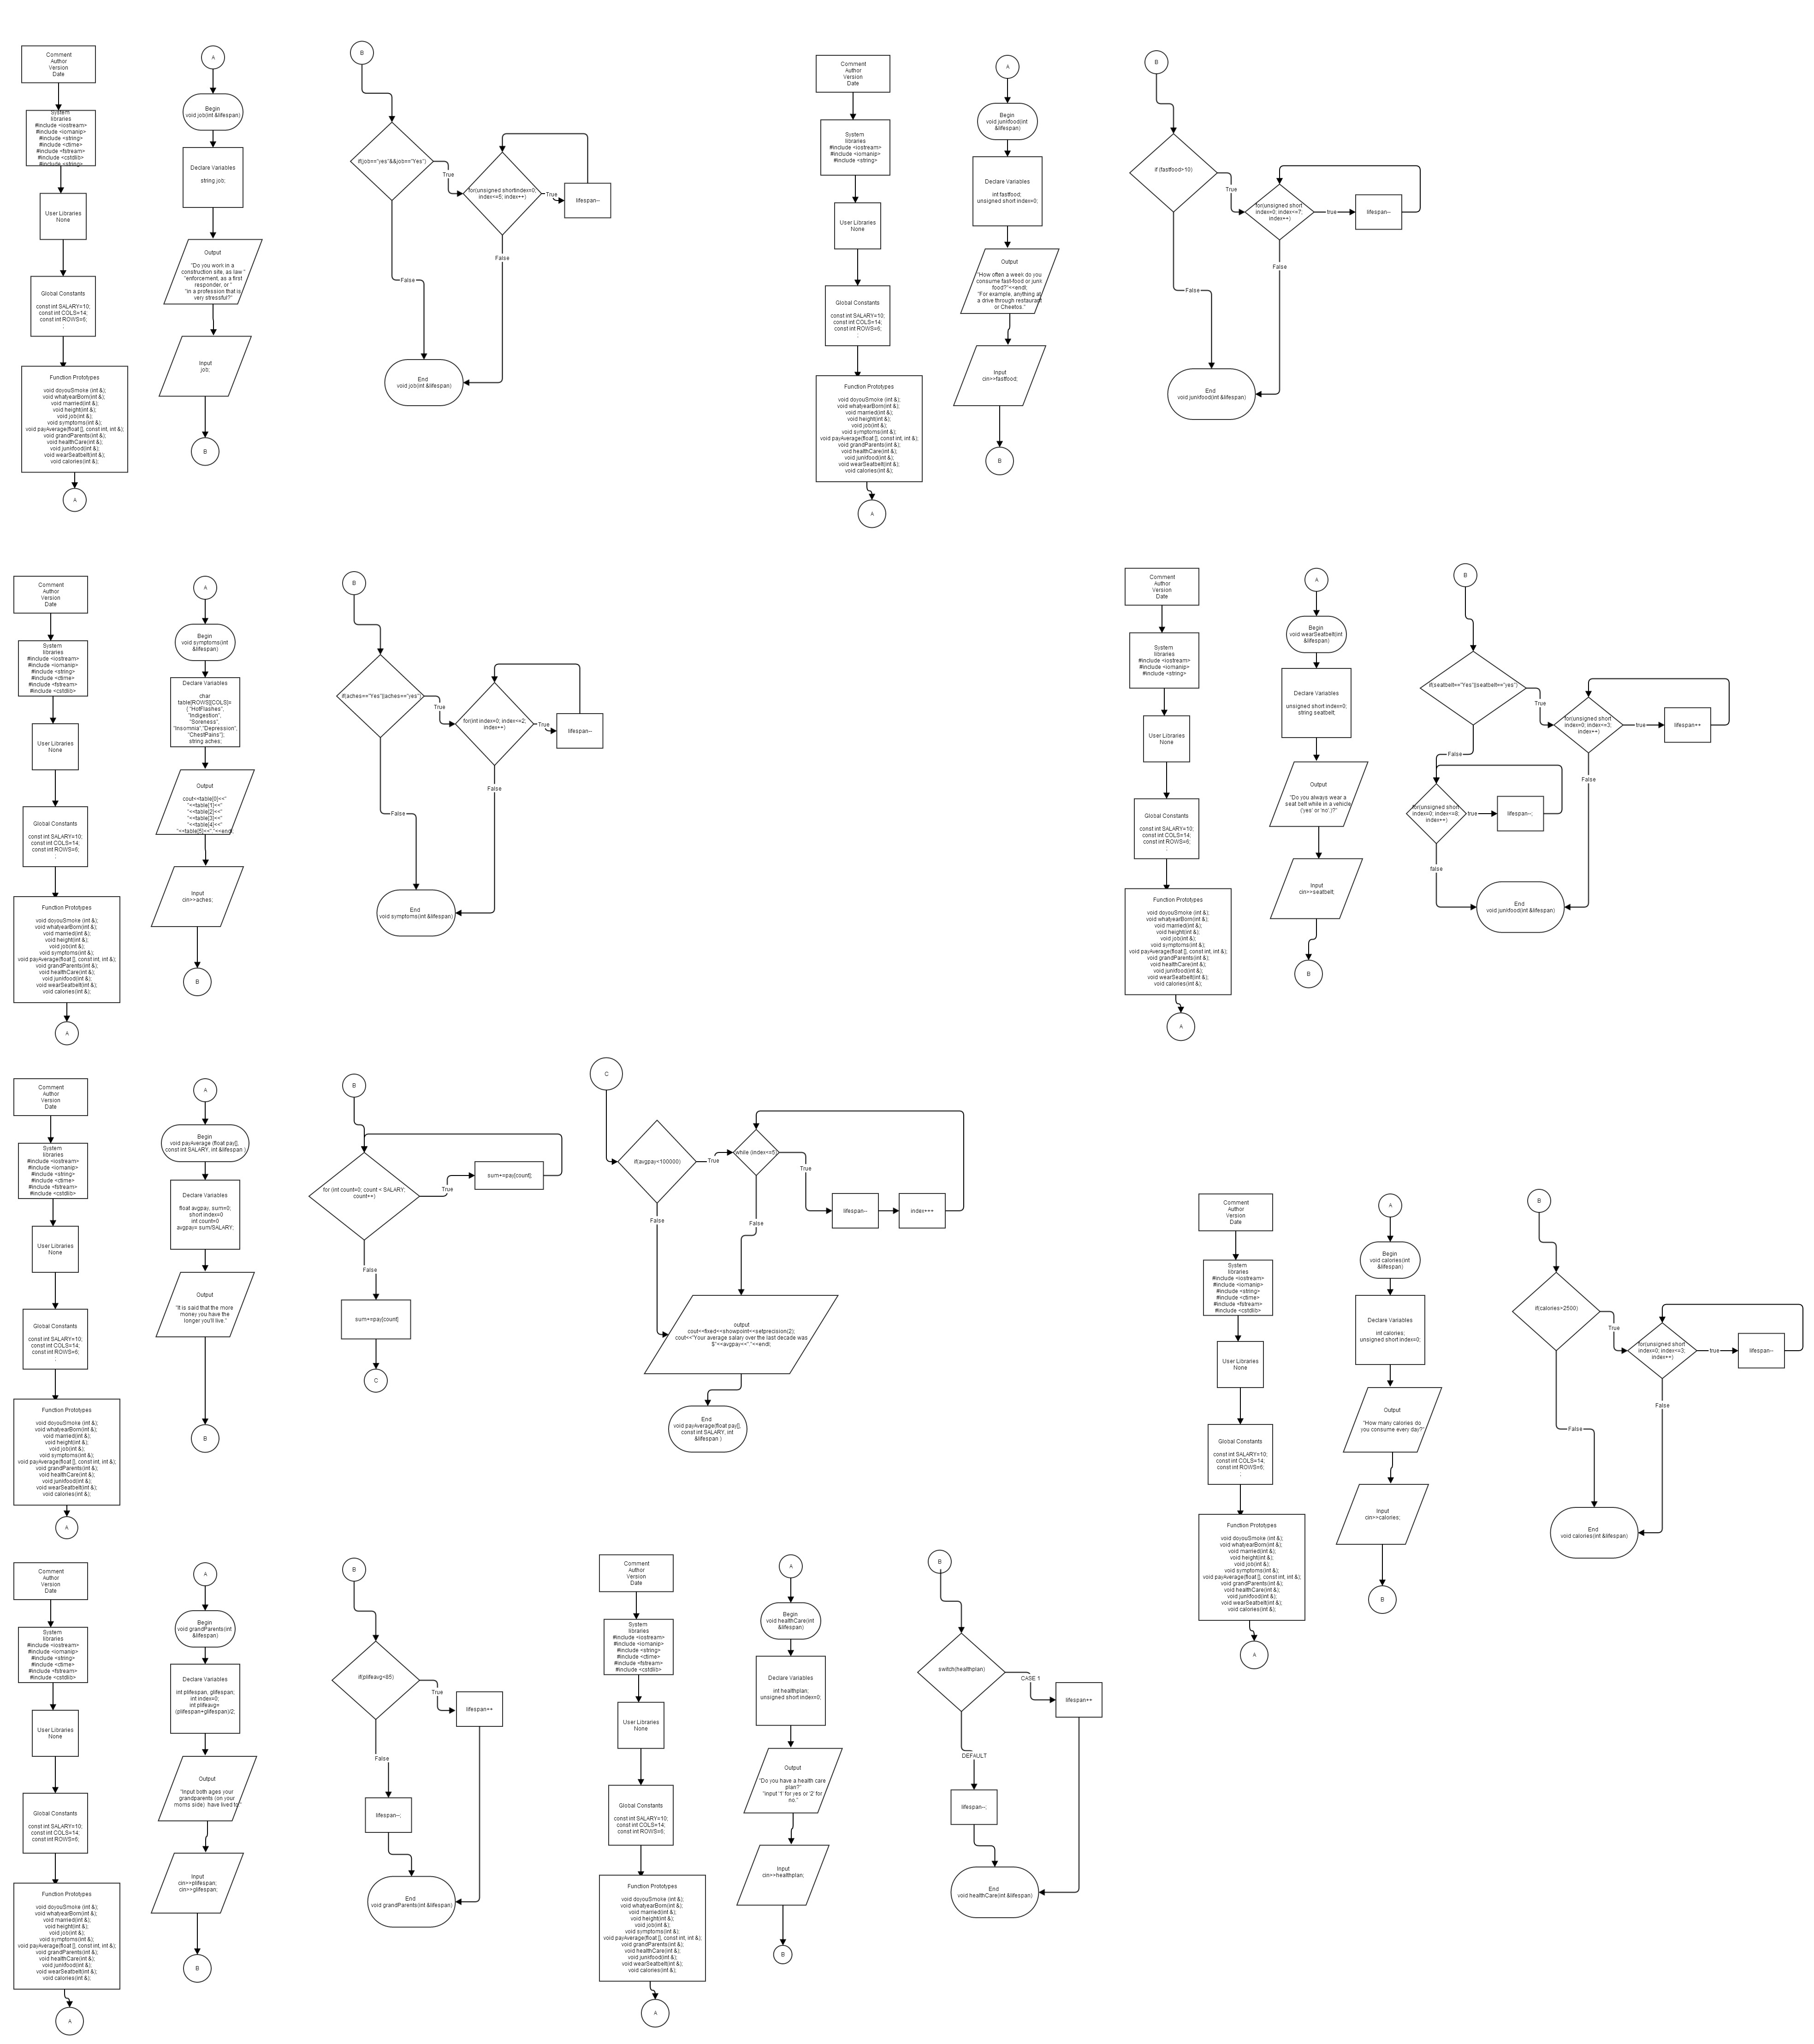 Comment
Author
Version
Date
System
libraries
#include <iostream>
#include <iomanip>
#include <string>
#include <ctime>
#include <fstream>
#include <cstdlib>
#include <string>
User Libraries
None
Global Constants
const int SALARY=10;
const int COLS=14;
const int ROWS=6;
;
Function Prototypes
void doyouSmoke (int &);
void whatyearBorn(int &);
void married(int &);
void height(int &);
void job(int &);
void symptoms(int &);
void payAverage(float [], const int, int &);
void grandParents(int &);
void healthCare(int &);
void junkfood(int &);
void wearSeatbelt(int &);
void calories(int &);
A
A
Begin
void job(int &lifespan)
Declare Variables
string job;
Output
"Do you work in a
construction site, as law "
"enforcement, as a first
responder, or "
"in a profession that is
very stressful?"
Input
job;
B
B
if(job=="yes"&&job=="Yes")
True
for(unsigned shortindex=0;
index<=5; index++)
True
lifespan--
False
False
End
void job(int &lifespan)
Comment
Author
Version
Date
System
libraries
#include <iostream>
#include <iomanip>
#include <string>
User Libraries
None
Global Constants
const int SALARY=10;
const int COLS=14;
const int ROWS=6;
;
Function Prototypes
void doyouSmoke (int &);
void whatyearBorn(int &);
void married(int &);
void height(int &);
void job(int &);
void symptoms(int &);
void payAverage(float [], const int, int &);
void grandParents(int &);
void healthCare(int &);
void junkfood(int &);
void wearSeatbelt(int &);
void calories(int &);
A
A
Begin
void junkfood(int
&lifespan)
Declare Variables
int fastfood;
unsigned short index=0;
Output
"How often a week do you
consume fast-food or junk
food?"<<endl;
"For example, anything at
a drive through restaurant
or Cheetos."
Input
cin>>fastfood;
B
B
if (fastfood>10)
True
for(unsigned short
index=0; index<=7;
index++)
true
lifespan--
False
False
End
void junkfood(int &lifespan)
Comment
Author
Version
Date
System
libraries
#include <iostream>
#include <iomanip>
#include <string>
#include <ctime>
#include <fstream>
#include <cstdlib>
User Libraries
None
Global Constants
const int SALARY=10;
const int COLS=14;
const int ROWS=6;
;
Function Prototypes
void doyouSmoke (int &);
void whatyearBorn(int &);
void married(int &);
void height(int &);
void job(int &);
void symptoms(int &);
void payAverage(float [], const int, int &);
void grandParents(int &);
void healthCare(int &);
void junkfood(int &);
void wearSeatbelt(int &);
void calories(int &);
A
A
Begin
void symptoms(int
&lifespan)
Declare Variables
char
table[ROWS][COLS]=
{ "HotFlashes",
"Indigestion",
"Soreness",
"Insomnia","Depression",
"ChestPains"};
string aches;
Output
cout<<table[0]<<"
"<<table[1]<<"
"<<table[2]<<"
"<<table[3]<<"
"<<table[4]<<"
"<<table[5]<<"."<<endl;
Input
cin>>aches;
B
B
if(aches=="Yes"||aches=="yes")
True
for(int index=0; index<=2;
index++)
True
lifespan--
False
False
End
void symptoms(int &lifespan)
Comment
Author
Version
Date
System
libraries
#include <iostream>
#include <iomanip>
#include <string>
User Libraries
None
Global Constants
const int SALARY=10;
const int COLS=14;
const int ROWS=6;
;
Function Prototypes
void doyouSmoke (int &);
void whatyearBorn(int &);
void married(int &);
void height(int &);
void job(int &);
void symptoms(int &);
void payAverage(float [], const int, int &);
void grandParents(int &);
void healthCare(int &);
void junkfood(int &);
void wearSeatbelt(int &);
void calories(int &);
A
A
Begin
void wearSeatbelt(int
&lifespan)
Declare Variables
unsigned short index=0;
string seatbelt;
Output
"Do you always wear a
seat belt while in a vehicle
('yes' or 'no'.)?"
Input
cin>>seatbelt;
B
B
if(seatbelt=="Yes"||seatbelt=="yes")
True
for(unsigned short
index=0; index<=3;
index++)
true
lifespan++
False
for(unsigned short
index=0; index<=8;
index++)
true
lifespan--;
False
false
End
void junkfood(int &lifespan)
Comment
Author
Version
Date
System
libraries
#include <iostream>
#include <iomanip>
#include <string>
#include <ctime>
#include <fstream>
#include <cstdlib>
User Libraries
None
Global Constants
const int SALARY=10;
const int COLS=14;
const int ROWS=6;
;
Function Prototypes
void doyouSmoke (int &);
void whatyearBorn(int &);
void married(int &);
void height(int &);
void job(int &);
void symptoms(int &);
void payAverage(float [], const int, int &);
void grandParents(int &);
void healthCare(int &);
void junkfood(int &);
void wearSeatbelt(int &);
void calories(int &);
A
A
Begin
void payAverage (float pay[],
const int SALARY, int &lifespan )
Declare Variables
float avgpay, sum=0;
short index=0
int count=0
avgpay= sum/SALARY;
Output
"It is said that the more
money you have the
longer you'll live."
B
B
for (int count=0; count < SALARY;
count++)
True
sum+=pay[count];
False
sum+=pay[count]
C
C
if(avgpay<100000)
True
while (index<=5)
True
lifespan--
index+++
False
False
output
cout<<fixed<<showpoint<<setprecision(2);
cout<<"Your average salary over the last decade was
$"<<avgpay<<"."<<endl;
End
void payAverage(float pay[],
const int SALARY, int
&lifespan )
Comment
Author
Version
Date
System
libraries
#include <iostream>
#include <iomanip>
#include <string>
#include <ctime>
#include <fstream>
#include <cstdlib>
User Libraries
None
Global Constants
const int SALARY=10;
const int COLS=14;
const int ROWS=6;
;
Function Prototypes
void doyouSmoke (int &);
void whatyearBorn(int &);
void married(int &);
void height(int &);
void job(int &);
void symptoms(int &);
void payAverage(float [], const int, int &);
void grandParents(int &);
void healthCare(int &);
void junkfood(int &);
void wearSeatbelt(int &);
void calories(int &);
A
A
Begin
void calories(int
&lifespan)
Declare Variables
int calories;
unsigned short index=0;
Output
"How many calories do
you consume every day?"
Input
cin>>calories;
B
B
if(calories>2500)
True
for(unsigned short
index=0; index<=3;
index++)
true
lifespan--
False
False
End
void calories(int &lifespan)
Comment
Author
Version
Date
System
libraries
#include <iostream>
#include <iomanip>
#include <string>
#include <ctime>
#include <fstream>
#include <cstdlib>
User Libraries
None
Global Constants
const int SALARY=10;
const int COLS=14;
const int ROWS=6;
Function Prototypes
void doyouSmoke (int &);
void whatyearBorn(int &);
void married(int &);
void height(int &);
void job(int &);
void symptoms(int &);
void payAverage(float [], const int, int &);
void grandParents(int &);
void healthCare(int &);
void junkfood(int &);
void wearSeatbelt(int &);
void calories(int &);
A
A
Begin
void grandParents(int
&lifespan)
Declare Variables
int plifespan, glifespan;
int index=0;
int plifeavg=
(plifespan+glifespan)/2;
Output
"Input both ages your
grandparents (on your
moms side) have lived to."
Input
cin>>plifespan;
cin>>glifespan;
B
B
if(plifeavg<85)
True
lifespan++
False
lifespan--;
End
void grandParents(int &lifespan)
Comment
Author
Version
Date
System
libraries
#include <iostream>
#include <iomanip>
#include <string>
#include <ctime>
#include <fstream>
#include <cstdlib>
User Libraries
None
Global Constants
const int SALARY=10;
const int COLS=14;
const int ROWS=6;
;
Function Prototypes
void doyouSmoke (int &);
void whatyearBorn(int &);
void married(int &);
void height(int &);
void job(int &);
void symptoms(int &);
void payAverage(float [], const int, int &);
void grandParents(int &);
void healthCare(int &);
void junkfood(int &);
void wearSeatbelt(int &);
void calories(int &);
A
A
Begin
void healthCare(int
&lifespan)
Declare Variables
int healthplan;
unsigned short index=0;
Output
"Do you have a health care
plan?"
"input '1' for yes or '2' for
no."
Input
cin>>healthplan;
B
B
switch(healthplan)
CASE 1
lifespan++
DEFAULT
lifespan--;
End
void healthCare(int &lifespan)